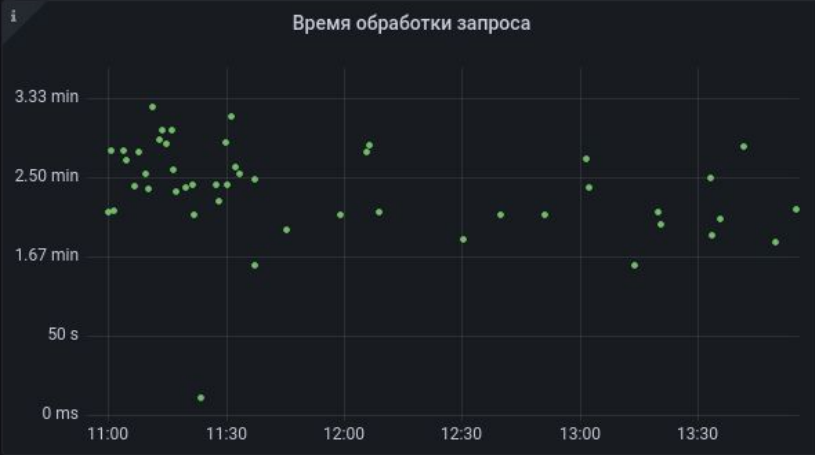 i
Время обработки запроса
3.33 min
2.50 min
1.67 min
50 s
0 ms
11:00 11:30 12:00 12:30 13:00 13:30